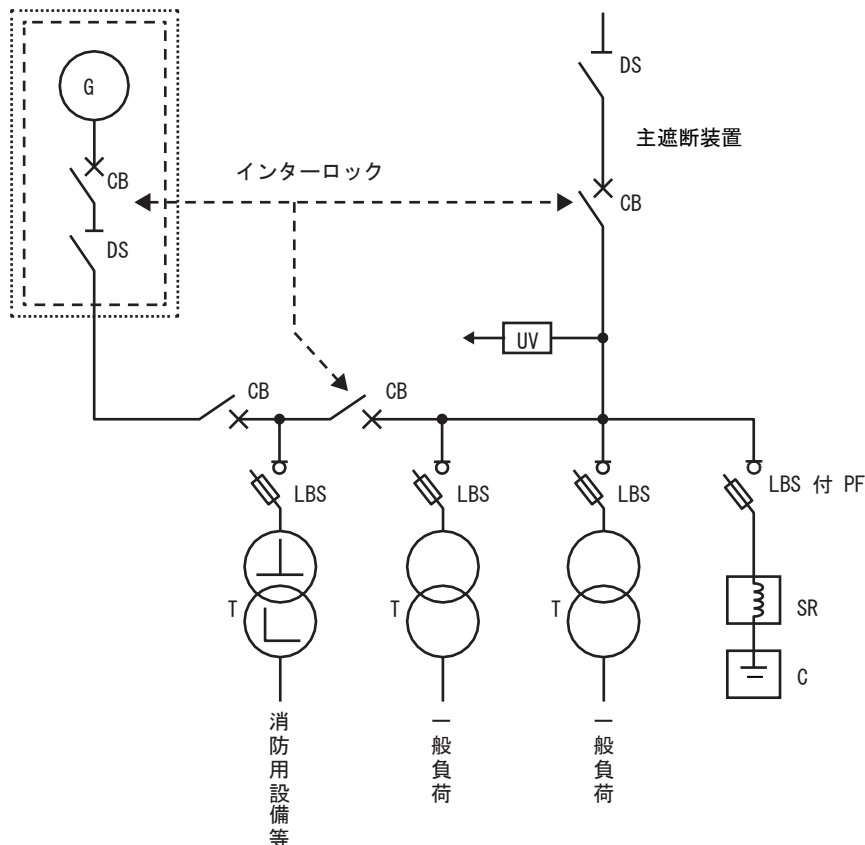 G
CB
DS
インターロック
DS
主遮断装置
CB
UV
CB
CB
LBS
LBS
LBS
LBS 付 PF
T
T
T
SR
C
消防用設備等
一般負荷
一般負荷